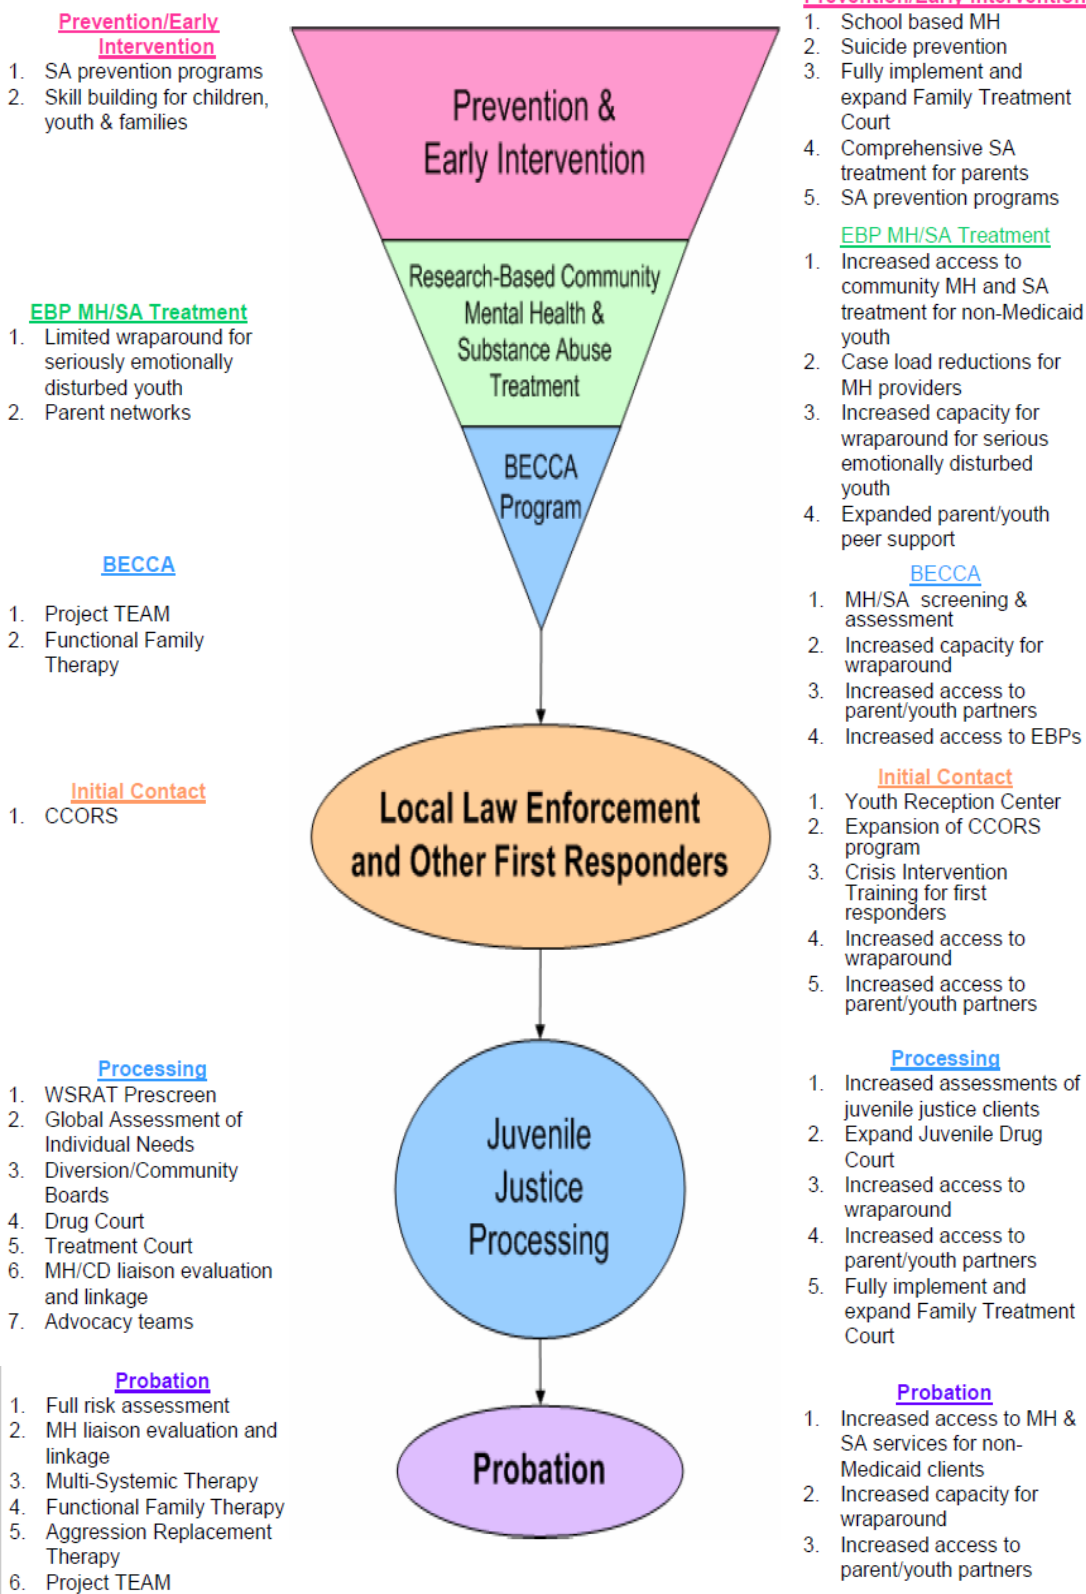 Prevention/Early
Intervention
1. SA prevention programs
2. Skill building for children,
youth & families
EBP MH/SA Treatment
1. Limited wraparound for
seriously emotionally
disturbed youth
2. Parent networks
BECCA
1. Project TEAM
2. Functional Family
Therapy
Initial Contact
1. CCORS
Processing
1. WSRAT Prescreen
2. Global Assessment of
Individual Needs
3. Diversion/Community
Boards
4. Drug Court
5. Treatment Court
6. MH/CD liaison evaluation
and linkage
7. Advocacy teams
Probation
1. Full risk assessment
2. MH liaison evaluation and
linkage
3. Multi-Systemic Therapy
4. Functional Family Therapy
5. Aggression Replacement
Therapy
6. Project TEAM
Prevention &
Early Intervention
Research-Based Community
Mental Health &
Substance Abuse
Treatment
BECCA
Program
Local Law Enforcement
and Other First Responders
Juvenile
Justice
Processing
Probation
Prevention/Early Intervention
1. School based MH
2. Suicide prevention
3. Fully implement and
expand Family Treatment
Court
4. Comprehensive SA
treatment for parents
5. SA prevention programs
EBP MH/SA Treatment
1. Increased access to
community MH and SA
treatment for non-Medicaid
youth
2. Case load reductions for
MH providers
3. Increased capacity for
wraparound for serious
emotionally disturbed
youth
4. Expanded parent/youth
peer support
BECCA
1. MH/SA screening &
assessment
2. Increased capacity for
wraparound
3. Increased access to
parent/youth partners
4. Increased access to EBPs
Initial Contact
1. Youth Reception Center
2. Expansion of CCORS
program
3. Crisis Intervention
Training for first
responders
4. Increased access to
wraparound
5. Increased access to
parent/youth partners
Processing
1. Increased assessments of
juvenile justice clients
2. Expand Juvenile Drug
Court
3. Increased access to
wraparound
4. Increased access to
parent/youth partners
5. Fully implement and
expand Family Treatment
Court
Probation
1. Increased access to MH &
SA services for non-
Medicaid clients
2. Increased capacity for
wraparound
3. Increased access to
parent/youth partners